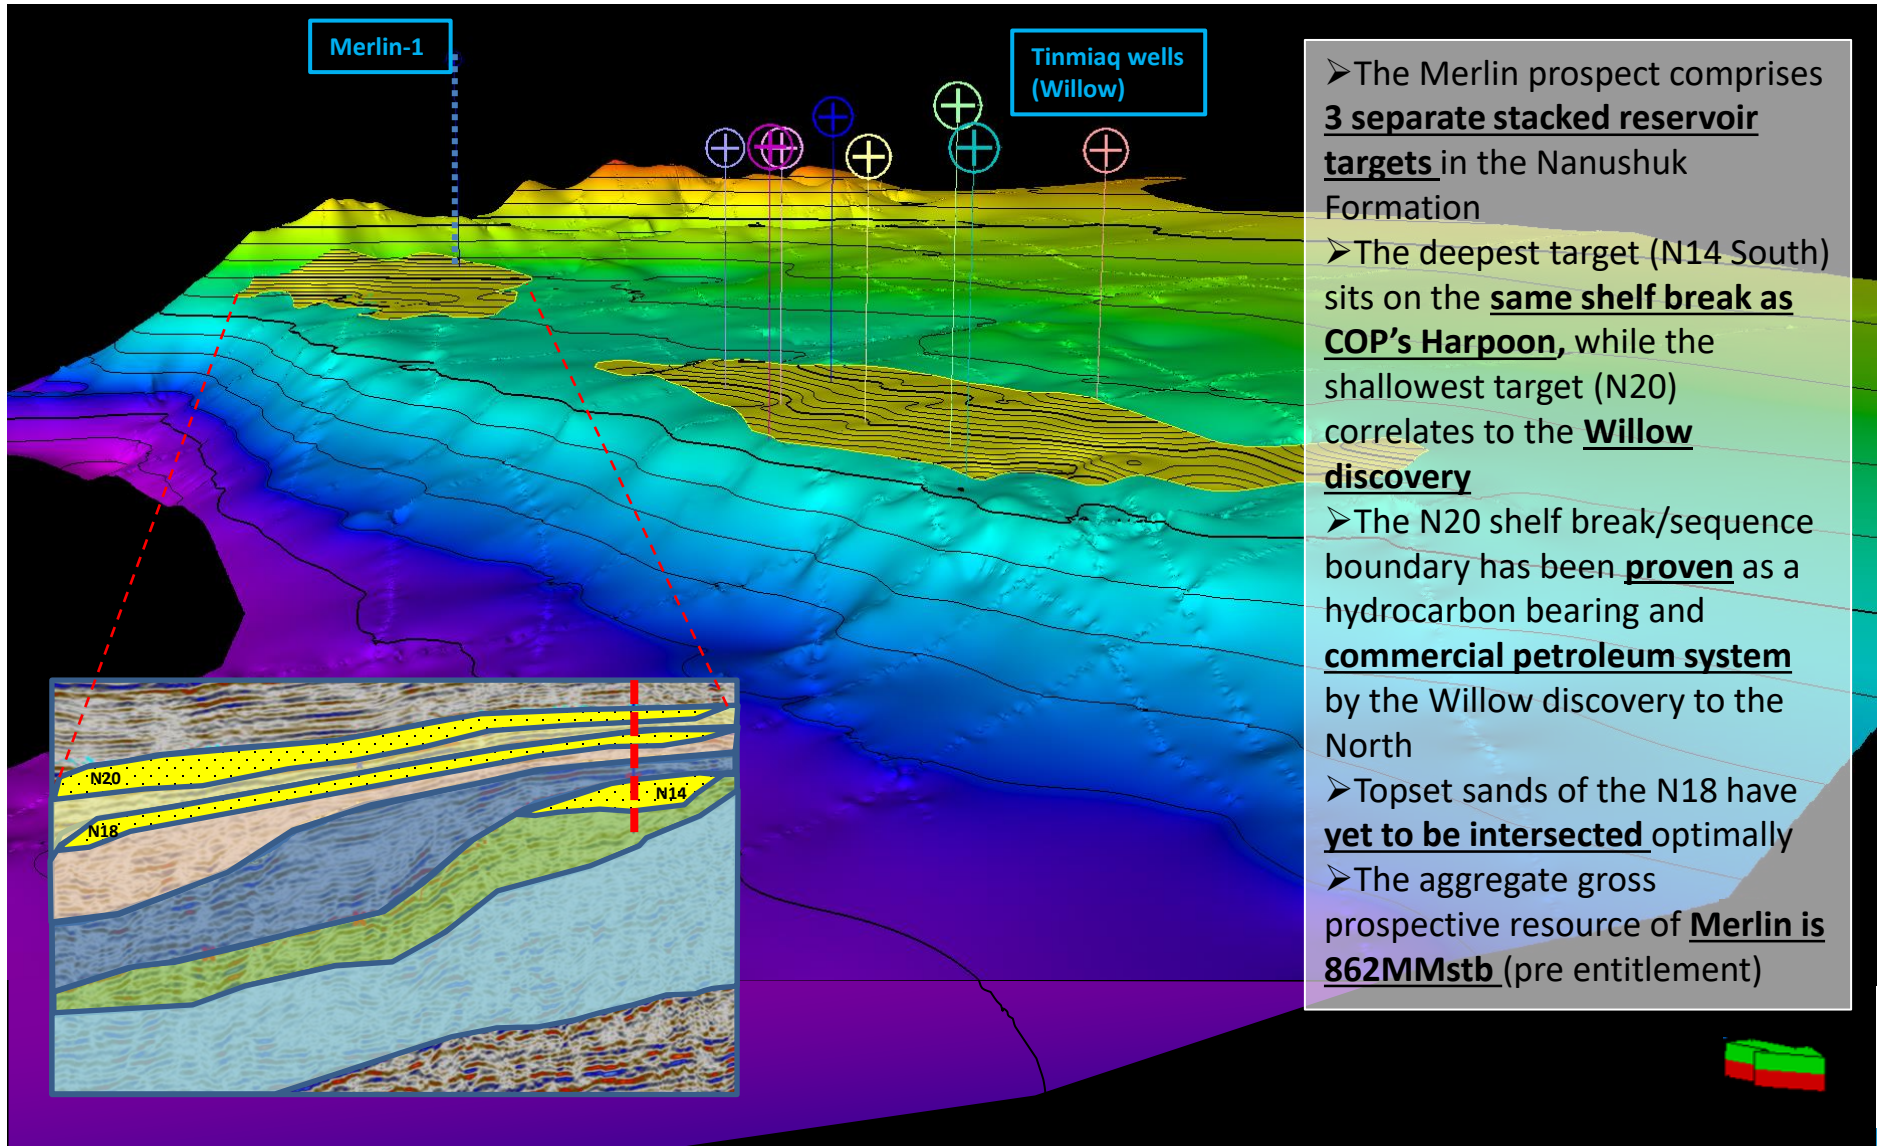 Merlin-1
Tinmiaq wells
(Willow)
➢The Merlin prospect comprises
3 separate stacked reservoir
targets in the Nanushuk
Formation
➢The deepest target (N14 South)
sits on the same shelf break as
COP’s Harpoon, while the
shallowest target (N20)
correlates to the Willow
discovery
➢The N20 shelf break/sequence
boundary has been proven as a
hydrocarbon bearing and
commercial petroleum system
by the Willow discovery to the
North
➢Topset sands of the N18 have
yet to be intersected optimally
➢The aggregate gross
prospective resource of Merlin is
862MMstb (pre entitlement)
N20
N14
N18